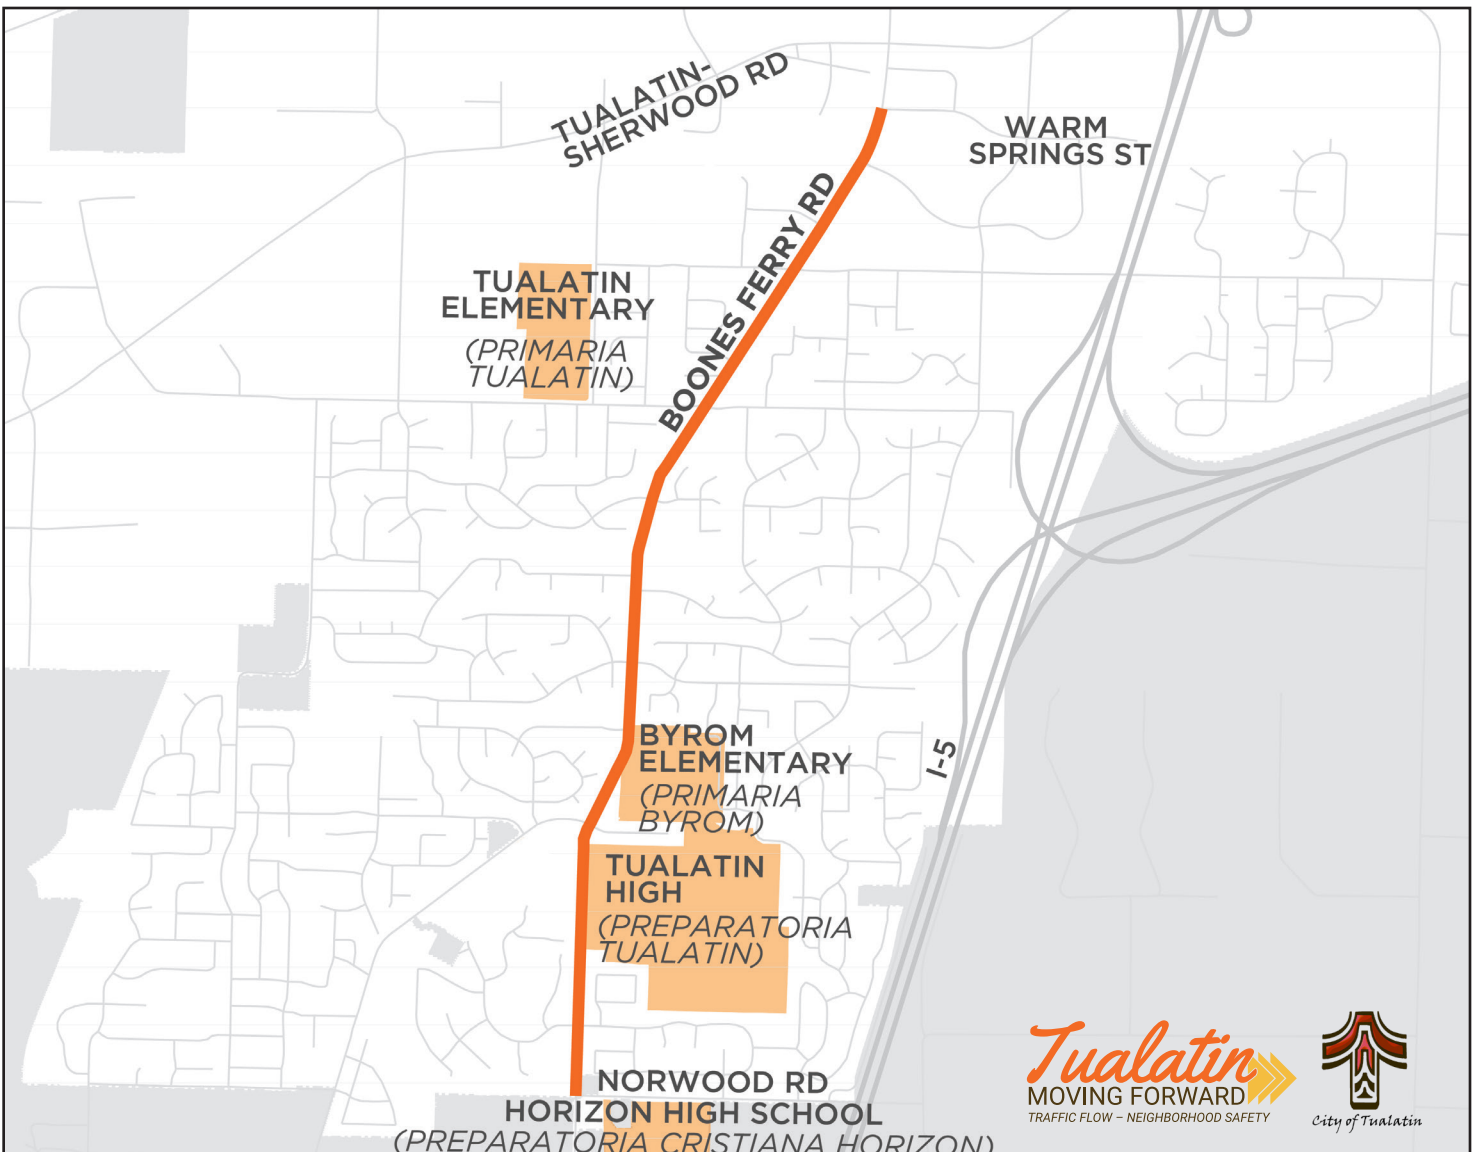 TUALATIN-
SHERWOOD RD
WARM
SPRINGS ST
BOONES FERRY RD
TUALATIN
ELEMENTARY
(PRIMARIA
TUALATIN)
BYROM
ELEMENTARY
(PRIMARIA
BYROM)
I-5
TUALATIN
HIGH
(PREPARATORIA
TUALATIN)
NORWOOD RD
HORIZON HIGH SCHOOL
(PREPARATORIA CRISTIANA HORIZON)
Tualatin
MOVING FORWARD
TRAFFIC FLOW – NEIGHBORHOOD SAFETY
City of Tualatin